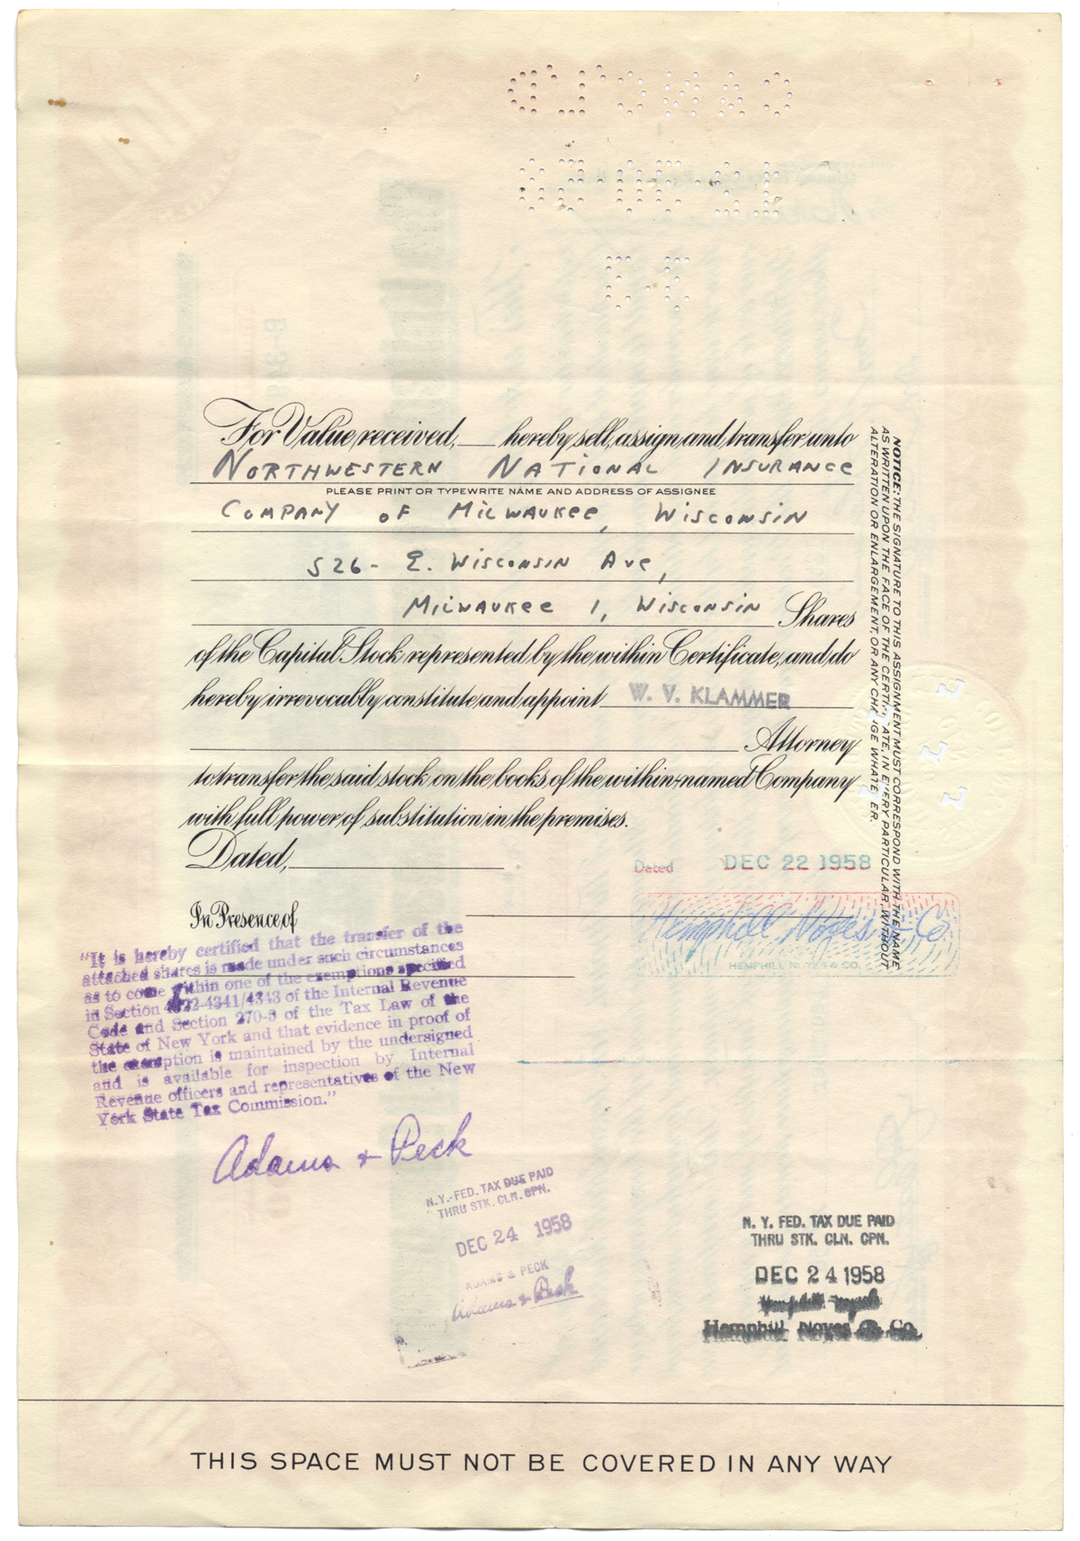 For Value received, ___ hereby sell, assign and transfer unto
NORTHWESTERN NATIONAL INSURANCE
PLEASE PRINT OR TYPEWRITE NAME AND ADDRESS OF ASSIGNEE
COMPANY OF MILWAUKEE, WISCONSIN
526- E. WISCONSIN AVE,
MILWAUKEE 1, WISCONSIN Shares
of the Capital Stock represented by the within Certificate, and do
hereby irrevocably constitute and appoint W. V. KLAMMER
Attorney
to transfer the said stock on the books of the within-named Company
with full power of substitution in the premises.
Dated,
Dated DEC 22 1958
In Presence of
Hemphill Noyes & Co
HEMPHILL, NOYES & CO.
NOTICE: THE SIGNATURE TO THIS ASSIGNMENT MUST CORRESPOND WITH THE NAME
AS WRITTEN UPON THE FACE OF THE CERTIFICATE, IN EVERY PARTICULAR, WITHOUT
ALTERATION OR ENLARGEMENT, OR ANY CHANGE WHATEVER.
"It is hereby certified that the transfer of the
attached shares is made under such circumstances
as to come within one of the exemptions specified
in Section 4322-4341/4343 of the Internal Revenue
Code and Section 270-5 of the Tax Law of the
State of New York and that evidence in proof of
the exemption is maintained by the undersigned
and is available for inspection by Internal
Revenue officers and representatives of the New
York State Tax Commission."
Adams & Peck
N.Y.-FED. TAX DUE PAID
THRU STK. CLN. CPN.
DEC 24 1958
ADAMS & PECK
Adams & Peck
N. Y. FED. TAX DUE PAID
THRU STK. CLN. CPN.
DEC 24 1958
Hemphill Noyes & Co.
THIS SPACE MUST NOT BE COVERED IN ANY WAY